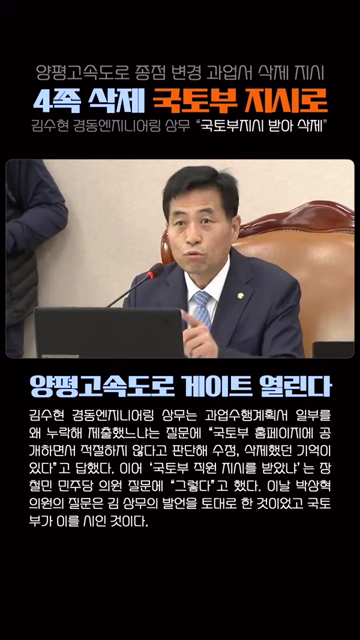 양평고속도로 종점 변경 과업서 삭제 지시
4쪽 삭제 국토부 지시로
김수현 경동엔지니어링 상무 “국토부지시 받아 삭제”
양평고속도로 게이트 열린다
김수현 경동엔지니어링 상무는 과업수행계획서 일부를
왜 누락해 제출했느냐는 질문에 “국토부 홈페이지에 공
개하면서 적절하지 않다고 판단해 수정, 삭제했던 기억이
있다”고 답했다. 이어 ‘국토부 직원 지시를 받았냐’는 장
철민 민주당 의원 질문에 “그렇다”고 했다. 이날 박상혁
의원의 질문은 김 상무의 발언을 토대로 한 것이었고 국토
부가 이를 시인 것이다.